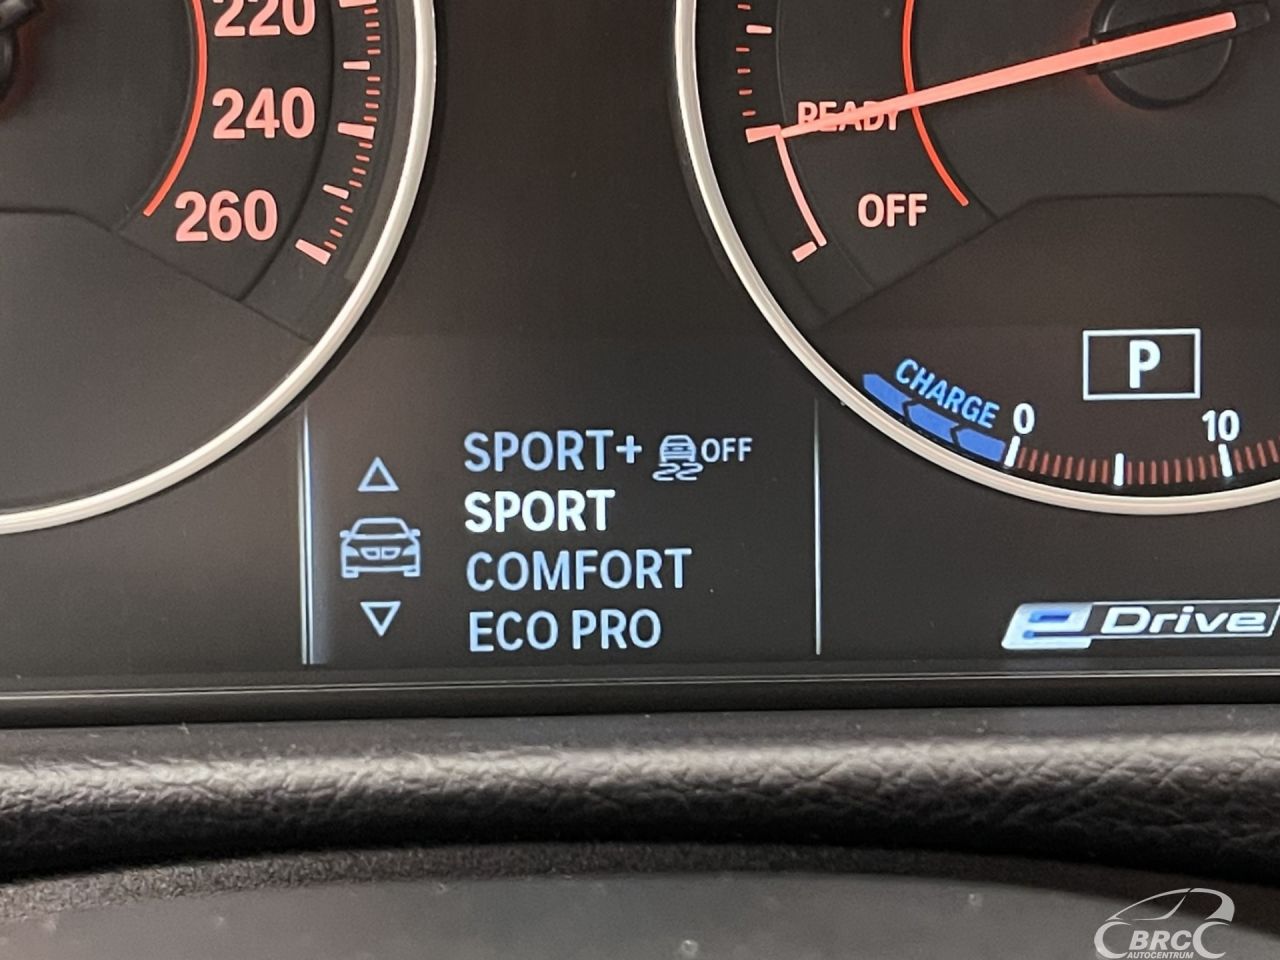 220
240
260
READY
OFF
P
CHARGE
0
10
SPORT+ OFF
SPORT
COMFORT
ECO PRO
eDrive
BRC
AUTOCENTRUM